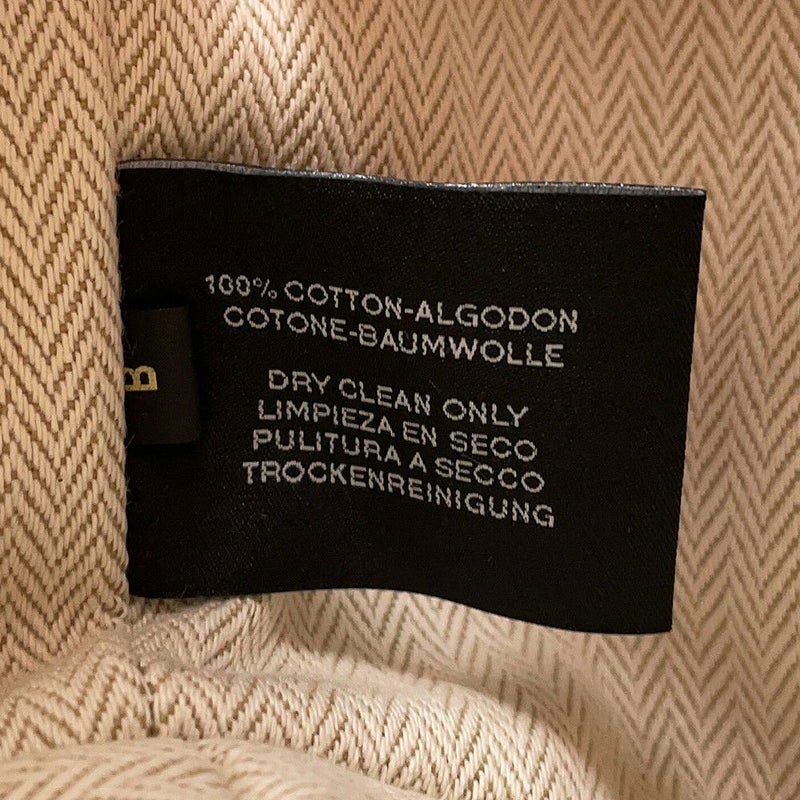 100% COTTON-ALGODON
COTONE-BAUMWOLLE
DRY CLEAN ONLY
LIMPIEZA EN SECO
PULITURA A SECCO
TROCKENREINIGUNG
B